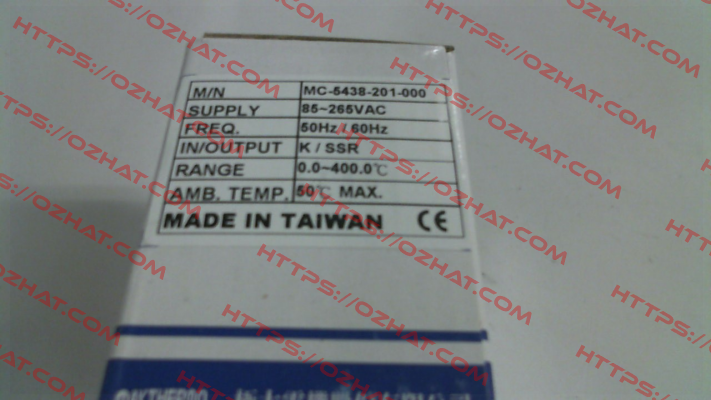 M/N MC-5438-201-000
SUPPLY 85~265VAC
FREQ. 50Hz / 60Hz
IN/OUTPUT K / SSR
RANGE 0.0~400.0℃
AMB. TEMP. 50℃ MAX.
MADE IN TAIWAN CE
HTTPS://OZHAT.COM